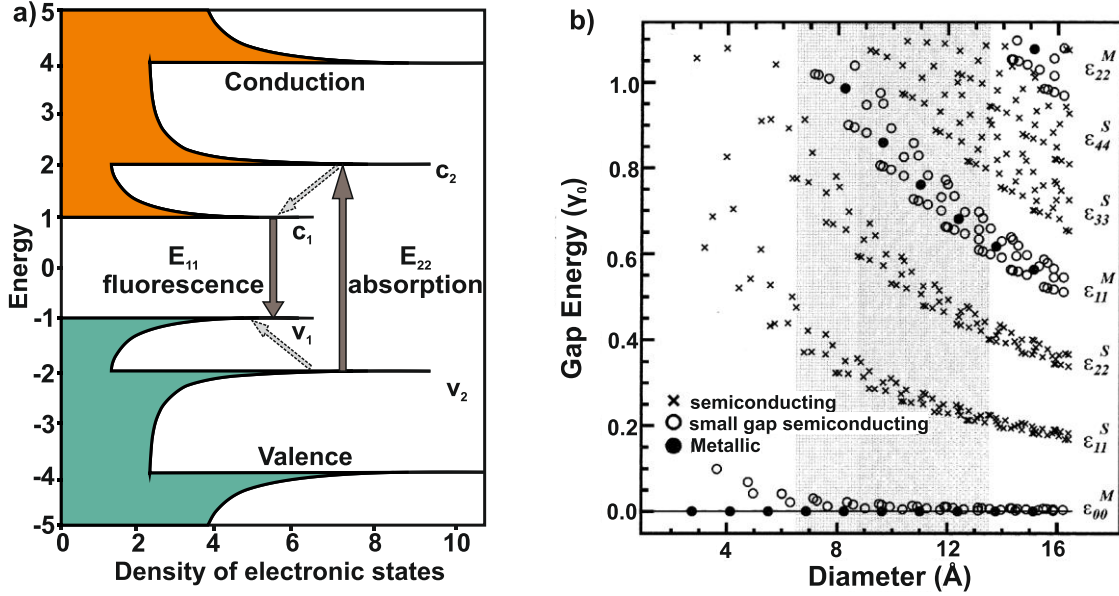 a)
5
4
3
2
1
0
-1
-2
-3
-4
-5
Energy
Conduction
c₂
c₁
E₁₁
fluorescence
E₂₂
absorption
v₁
v₂
Valence
0
2
4
6
8
10
Density of electronic states
b)
1.0
0.8
0.6
0.4
0.2
0.0
Gap Energy (γ₀)
semiconducting
small gap semiconducting
Metallic
ε₂₂ᴹ
ε₄₄ˢ
ε₃₃ˢ
ε₁₁ᴹ
ε₂₂ˢ
ε₁₁ˢ
ε₀₀ᴹ
4
8
12
16
Diameter (Å)